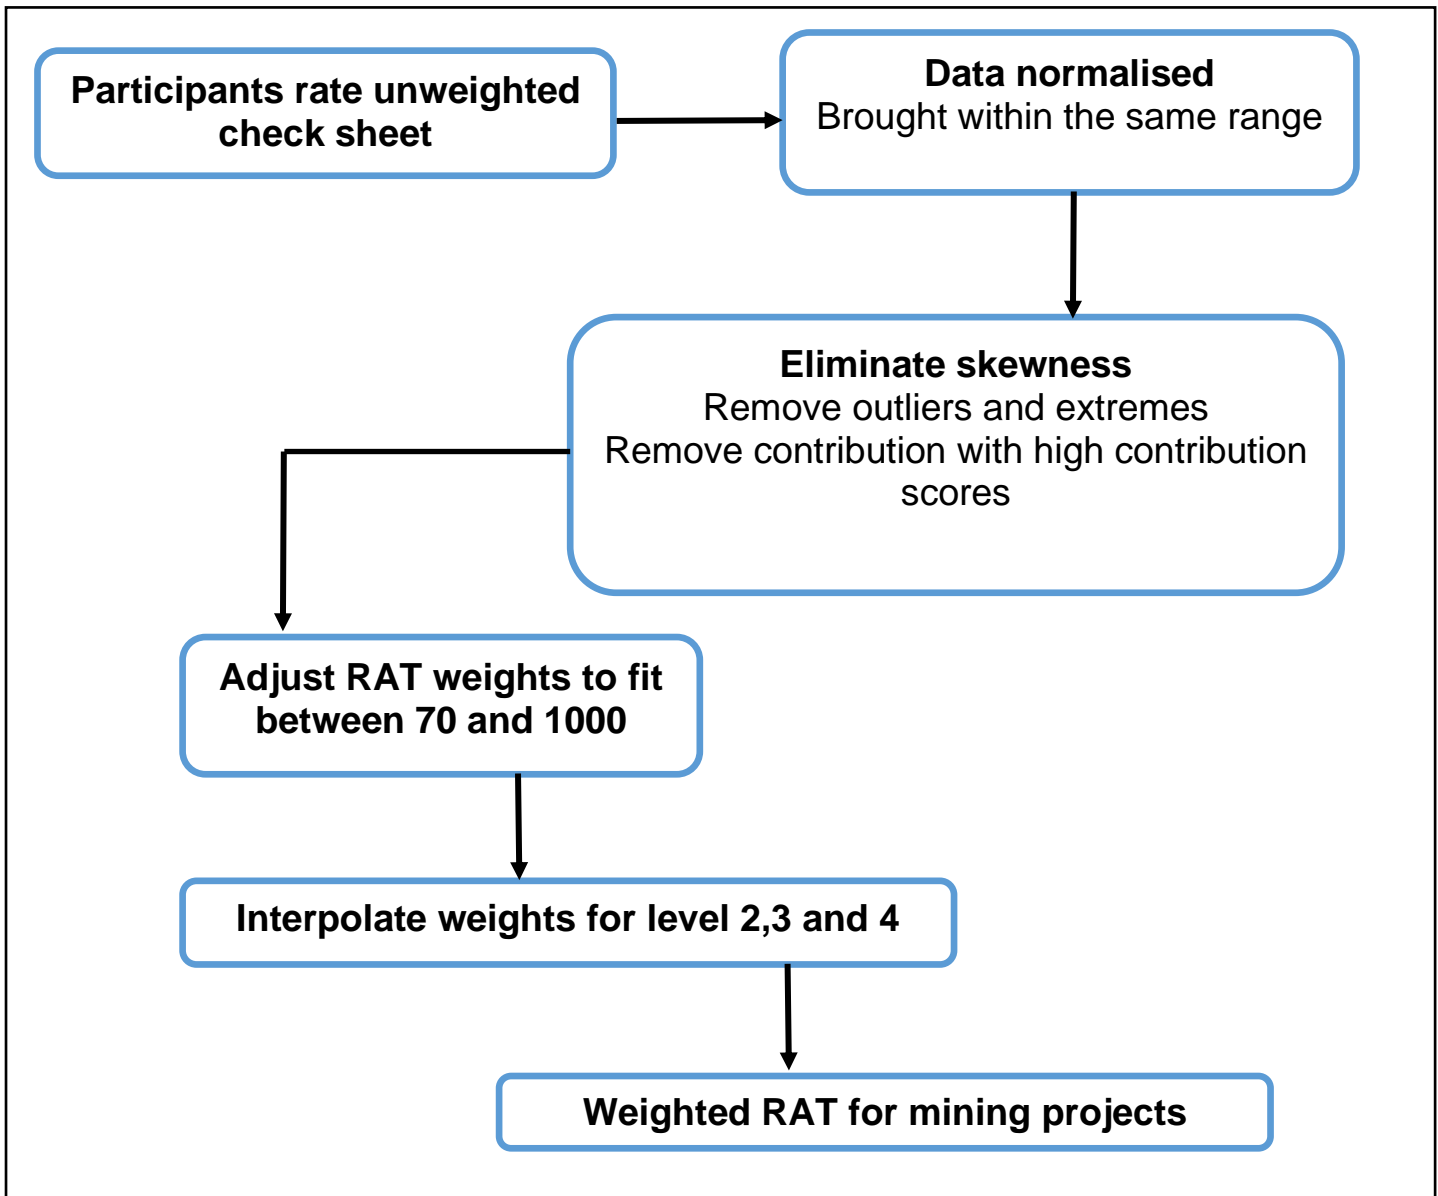 Participants rate unweighted
check sheet
Data normalised
Brought within the same range
Eliminate skewness
Remove outliers and extremes
Remove contribution with high contribution
scores
Adjust RAT weights to fit
between 70 and 1000
Interpolate weights for level 2,3 and 4
Weighted RAT for mining projects